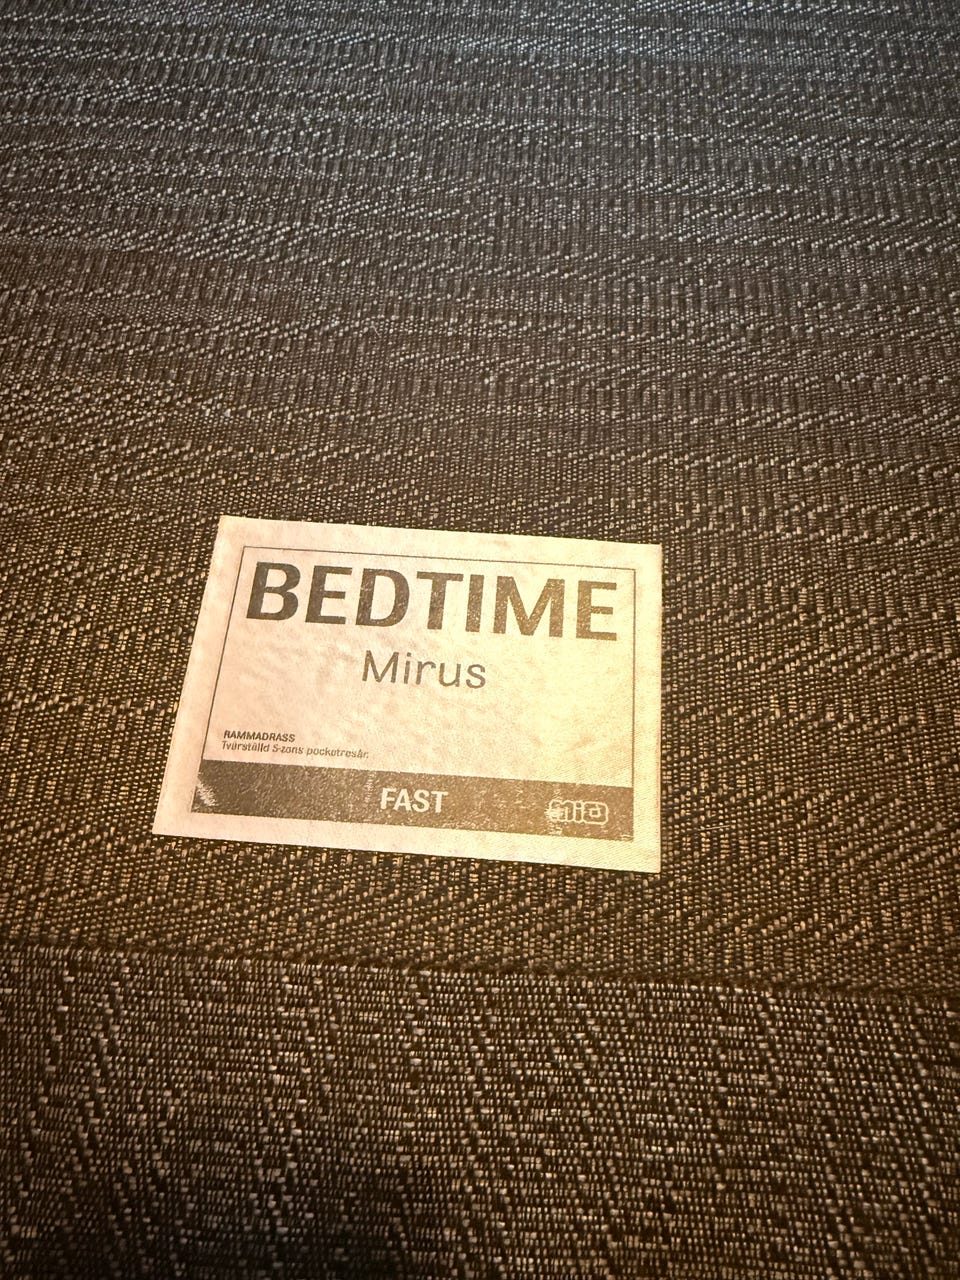 BEDTIME
Mirus
RAMMADRASS
Tvärställd 5-zons pocketresår.
FAST
mio